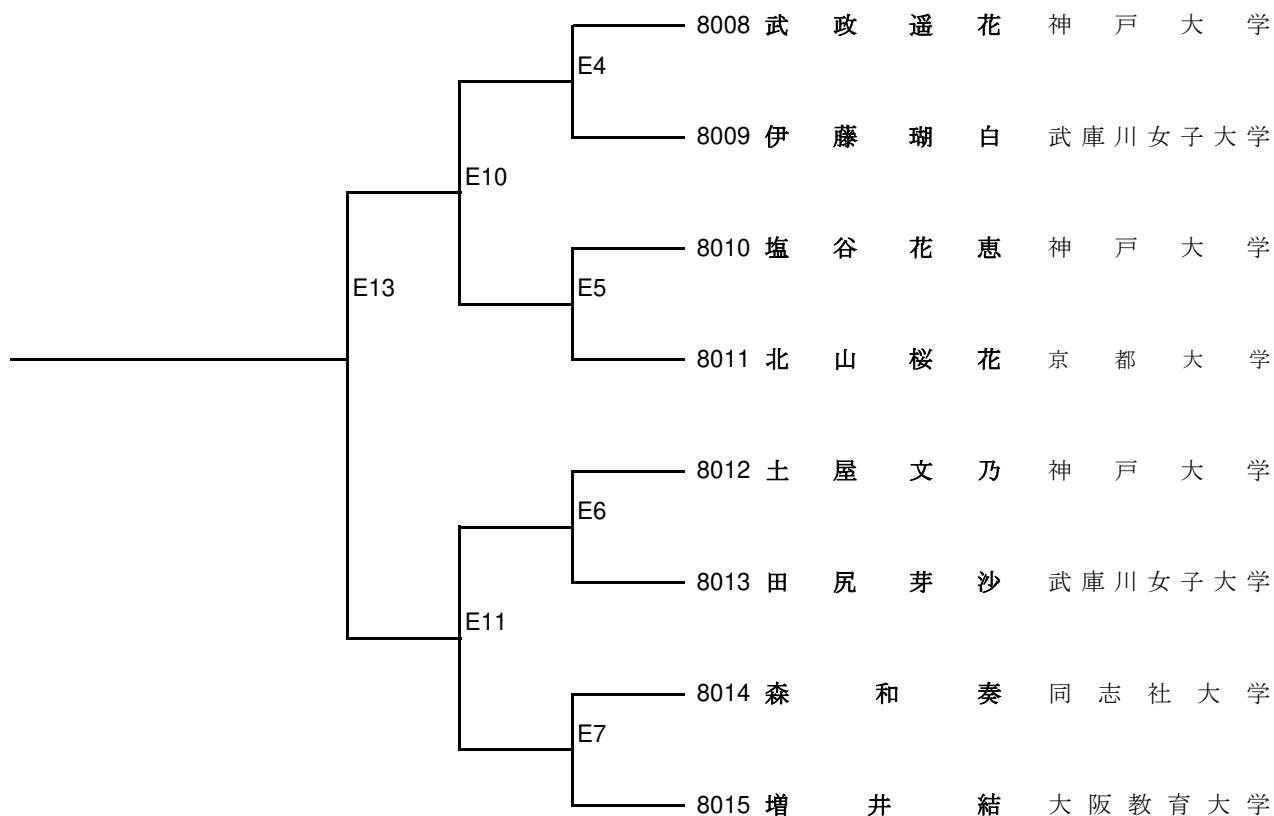 8008 武政遥花 神戸大学
E4
8009 伊藤瑚白 武庫川女子大学
E10
8010 塩谷花恵 神戸大学
E13 E5
8011 北山桜花 京都大学
8012 土屋文乃 神戸大学
E6
8013 田尻芽沙 武庫川女子大学
E11
8014 森和奏 同志社大学
E7
8015 増井結 大阪教育大学